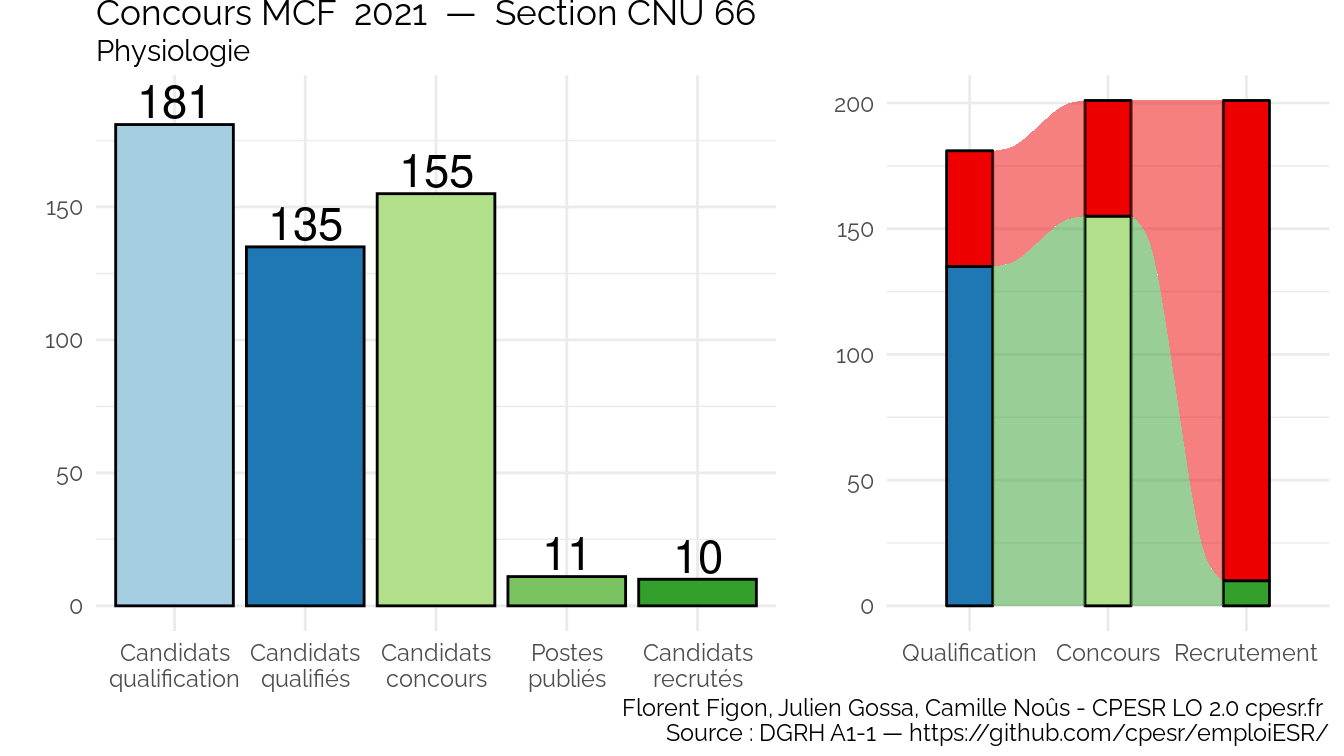 Concours MCF 2021 — Section CNU 66
Physiologie
181
135
155
11
10
150
100
50
0
Candidats qualification
Candidats qualifiés
Candidats concours
Postes publiés
Candidats recrutés
200
150
100
50
0
Qualification Concours Recrutement
Florent Figon, Julien Gossa, Camille Noûs - CPESR LO 2.0 cpesr.fr
Source : DGRH A1-1 — https://github.com/cpesr/emploiESR/